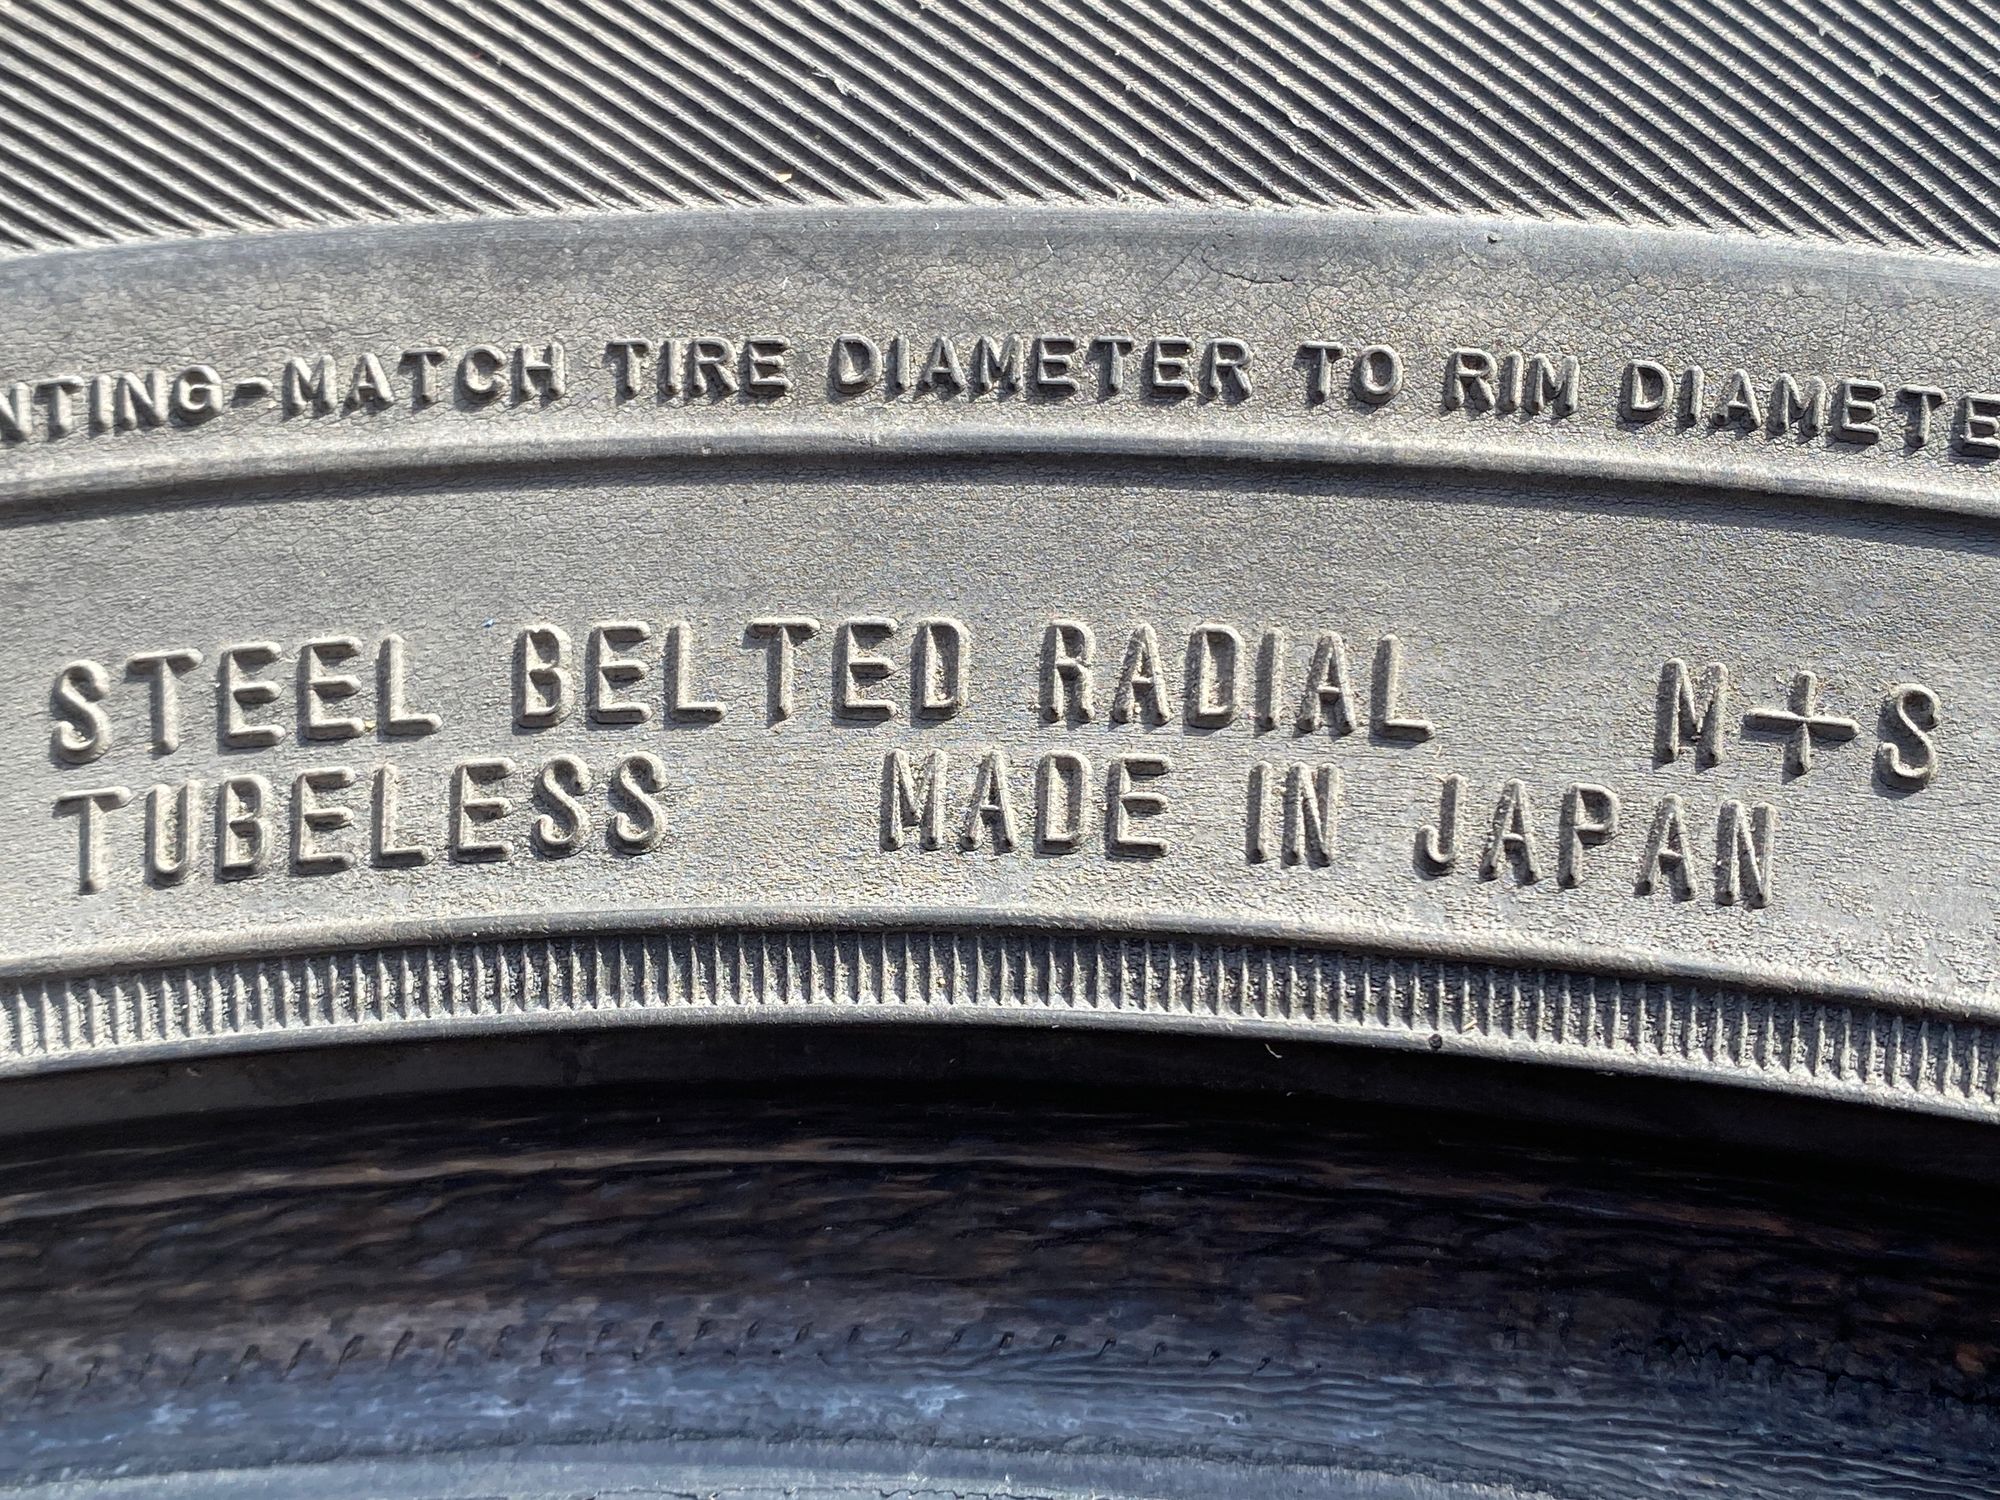 NTING-MATCH TIRE DIAMETER TO RIM DIAMETE
STEEL BELTED RADIAL M+S
TUBELESS MADE IN JAPAN